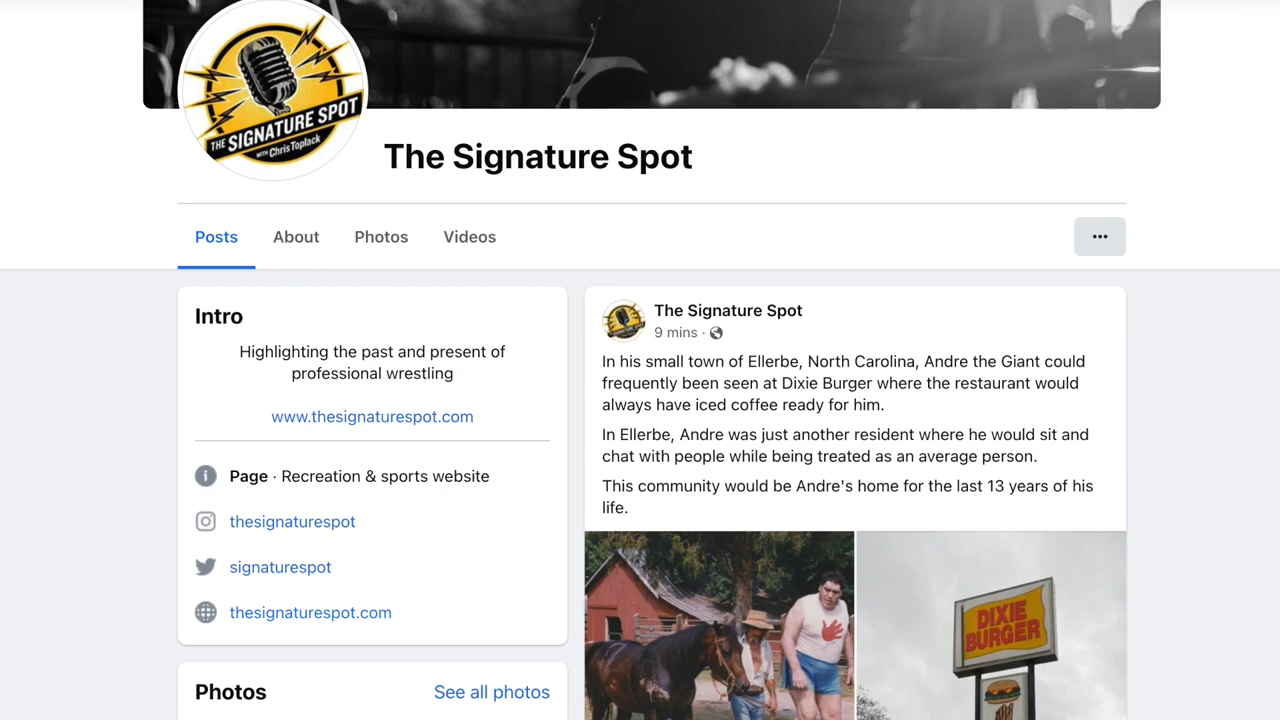 THE SIGNATURE SPOT
WITH Chris Toplack
The Signature Spot
Posts
About
Photos
Videos
Intro
Highlighting the past and present of
professional wrestling
www.thesignaturespot.com
Page · Recreation & sports website
thesignaturespot
signaturespot
thesignaturespot.com
Photos
See all photos
The Signature Spot
9 mins ·
In his small town of Ellerbe, North Carolina, Andre the Giant could
frequently been seen at Dixie Burger where the restaurant would
always have iced coffee ready for him.
In Ellerbe, Andre was just another resident where he would sit and
chat with people while being treated as an average person.
This community would be Andre's home for the last 13 years of his
life.
DIXIE
BURGER